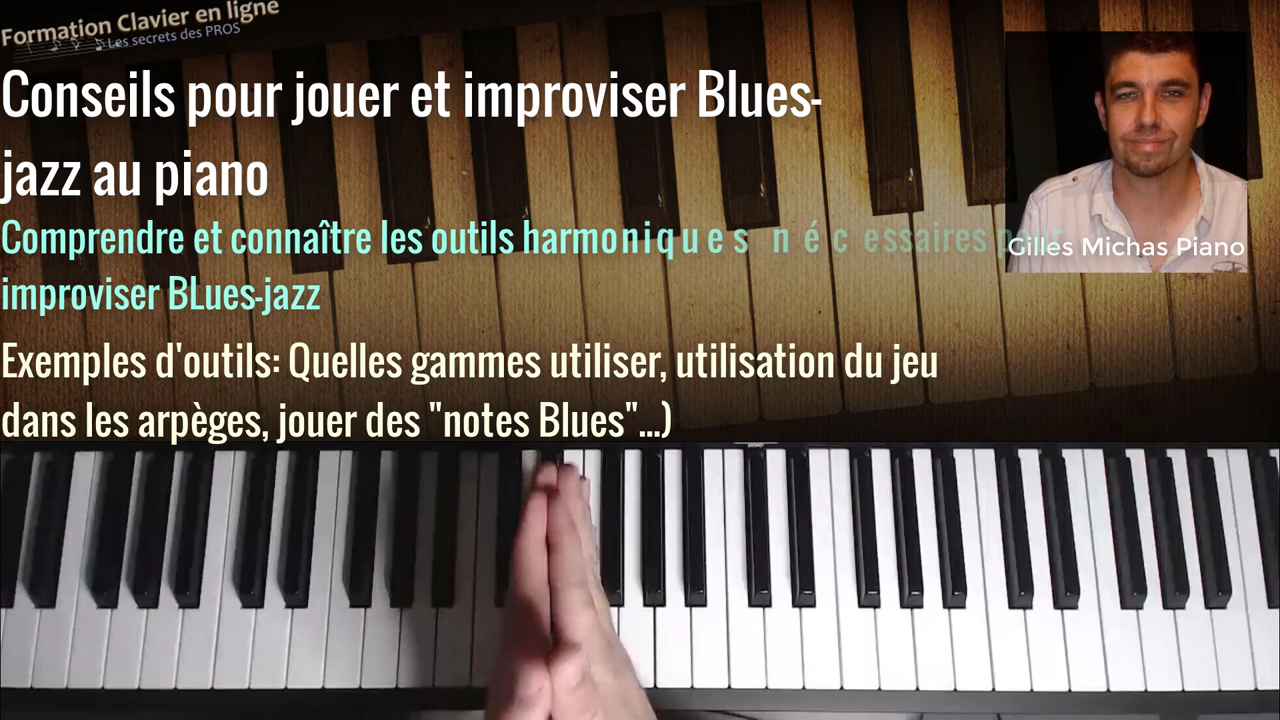 Formation Clavier en ligne
Les secrets des PROS
Conseils pour jouer et improviser Blues-
jazz au piano
Comprendre et connaître les outils harmoniques nécessaires pour
Gilles Michas Piano
improviser BLues-jazz
Exemples d'outils: Quelles gammes utiliser, utilisation du jeu
dans les arpèges, jouer des "notes Blues"...)